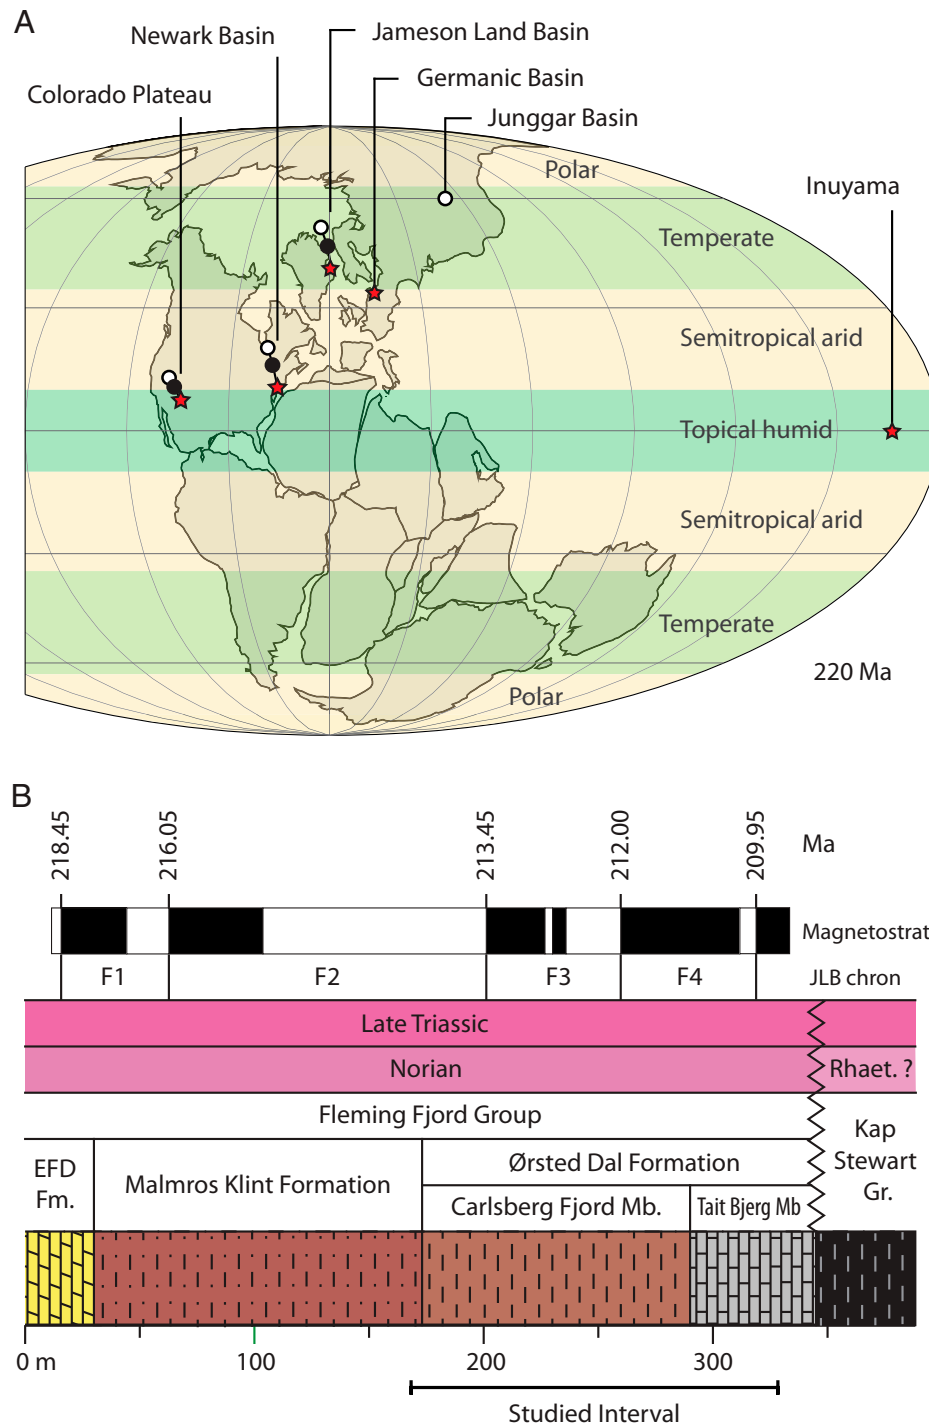 A
Newark Basin
Jameson Land Basin
Germanic Basin
Colorado Plateau
Junggar Basin
Polar
Inuyama
Temperate
Semitropical arid
Topical humid
Semitropical arid
Temperate
220 Ma
Polar
B
218.45
216.05
213.45
212.00
209.95
Ma
Magnetostrat
F1
F2
F3
F4
JLB chron
Late Triassic
Norian
Rhaet. ?
Fleming Fjord Group
Kap
Stewart
Gr.
EFD
Fm.
Malmros Klint Formation
Ørsted Dal Formation
Carlsberg Fjord Mb.
Tait Bjerg Mb
0 m
100
200
300
Studied Interval